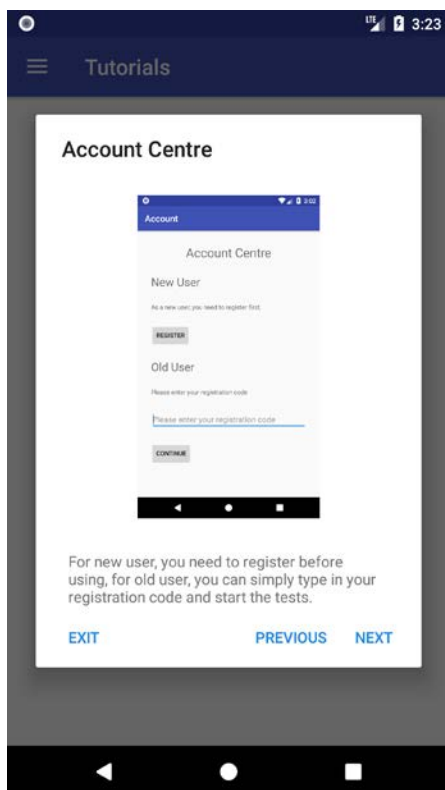 LTE 3:23
Tutorials
Account Centre
3:02
Account
Account Centre
New User
As a new user, you need to register first.
REGISTER
Old User
Please enter your registration code
Please enter your registration code
CONTINUE
For new user, you need to register before
using, for old user, you can simply type in your
registration code and start the tests.
EXIT PREVIOUS NEXT